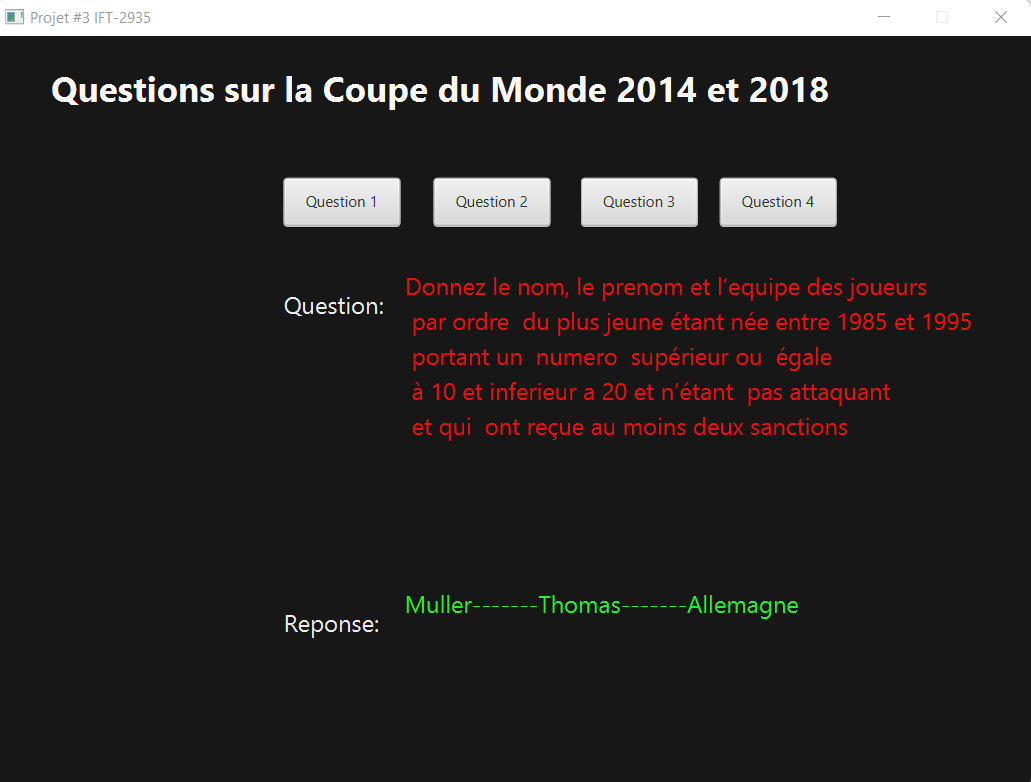 Projet #3 IFT-2935
Questions sur la Coupe du Monde 2014 et 2018
Question 1
Question 2
Question 3
Question 4
Question:
Donnez le nom, le prenom et l’equipe des joueurs
par ordre  du plus jeune étant née entre 1985 et 1995
portant un  numero  supérieur ou  égale
à 10 et inferieur a 20 et n’étant  pas attaquant
et qui  ont reçue au moins deux sanctions
Reponse:
Muller-------Thomas-------Allemagne